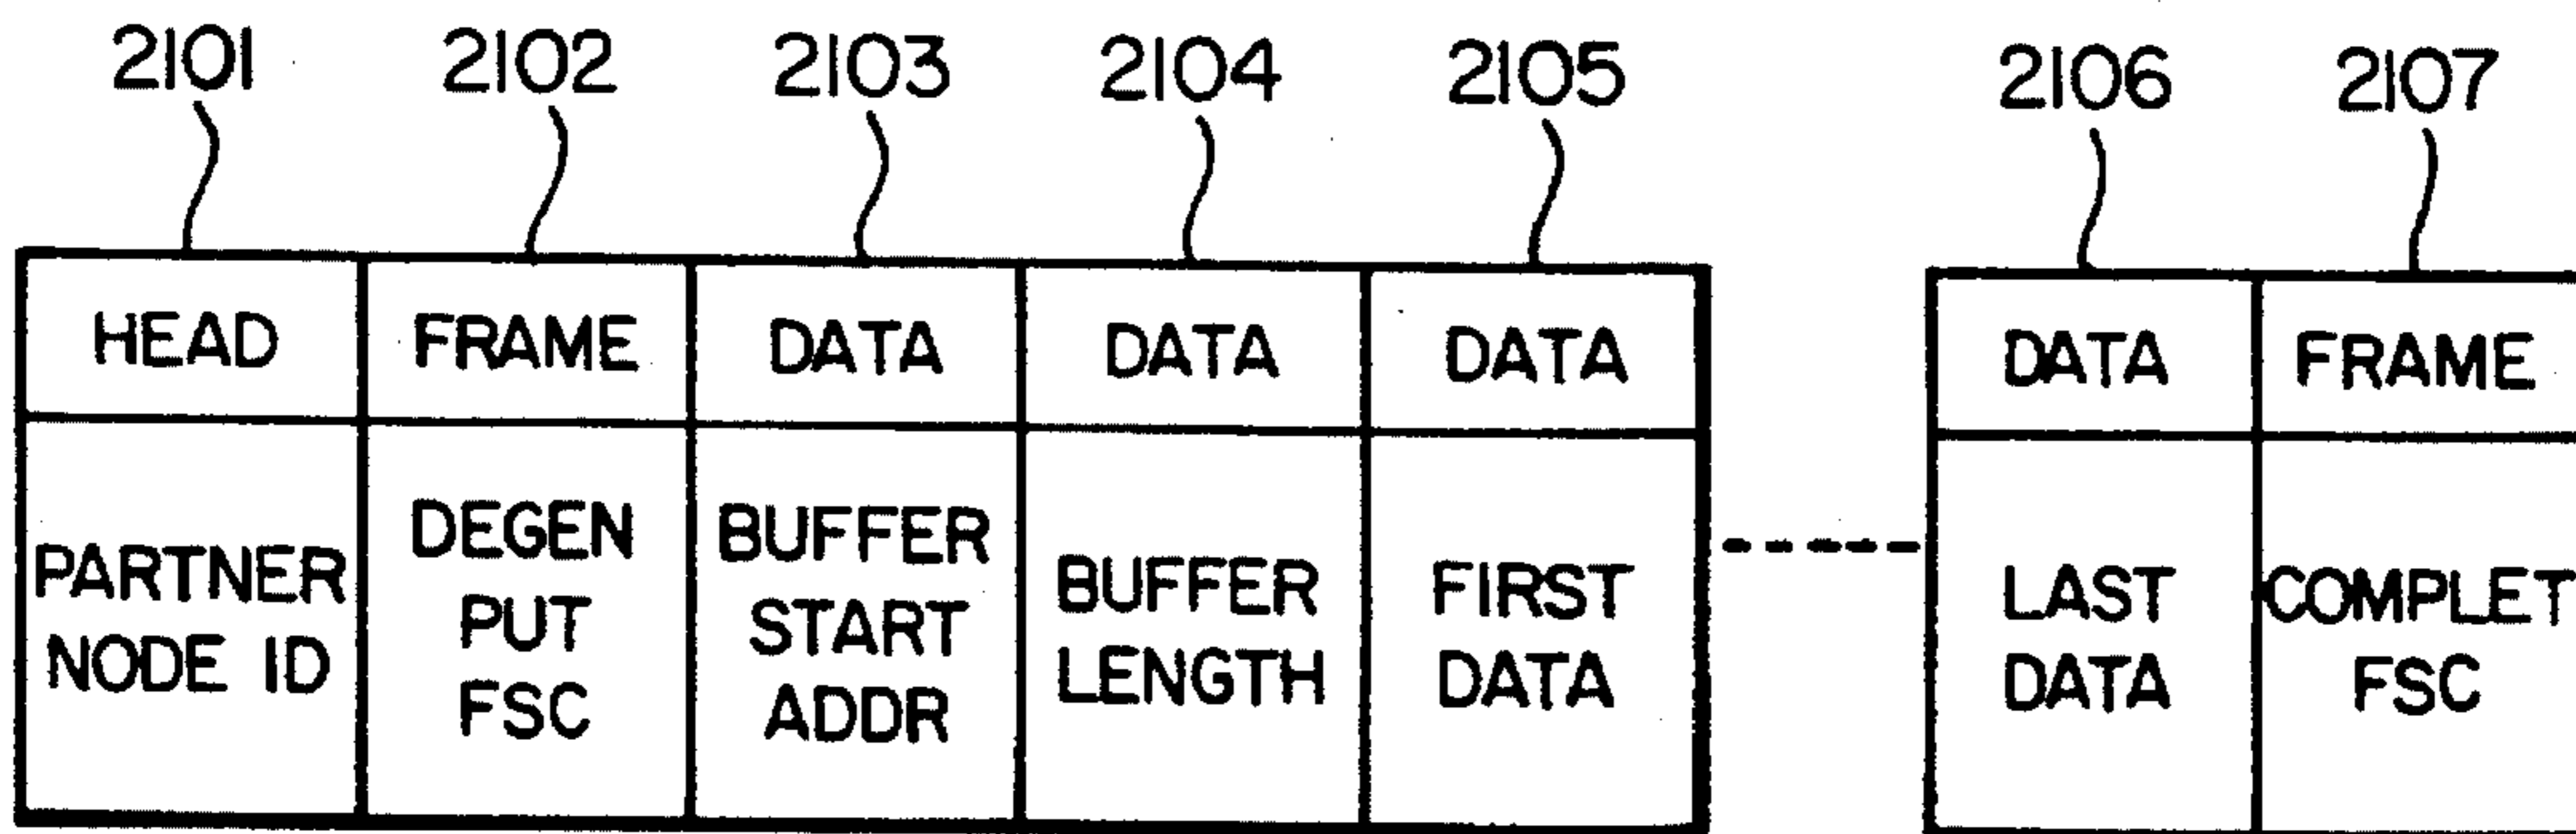 2101 2102 2103 2104 2105 2106 2107
HEAD FRAME DATA DATA DATA DATA FRAME
PARTNER
NODE ID
DEGEN
PUT
FSC
BUFFER
START
ADDR
BUFFER
LENGTH
FIRST
DATA
LAST
DATA
COMPLET
FSC